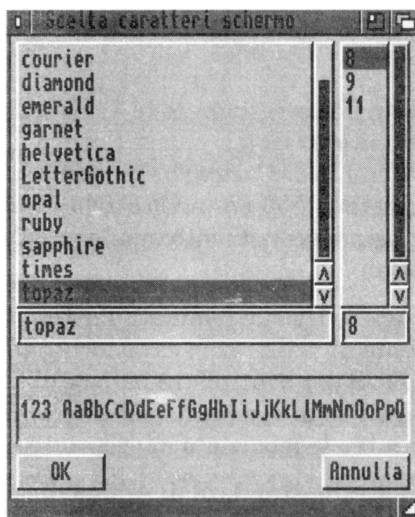 Scelta caratteri schermo
courier
diamond
emerald
garnet
helvetica
LetterGothic
opal
ruby
sapphire
times
topaz
8
9
11
topaz
8
123 AaBbCcDdEeFfGgHhIiJjKkLlMmNnOoPpQ
OK
Annulla